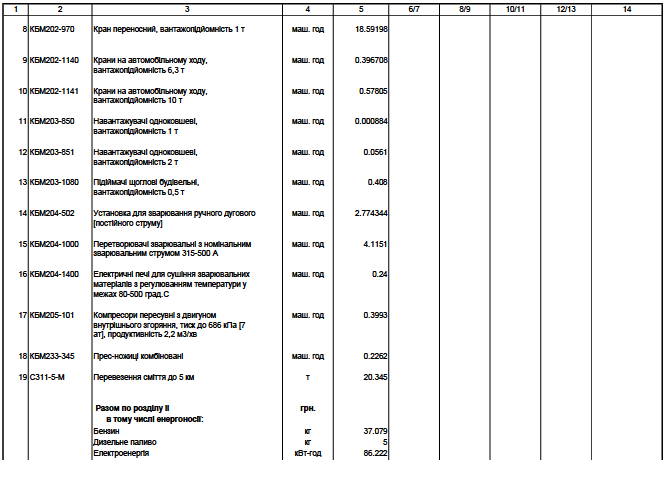 1 2 3 4 5 6/7 8/9 10/11 12/13 14
8 КБМ202-970 Кран переносний, вантажопідйомність 1 т маш. год 18.59198
9 КБМ202-1140 Крани на автомобільному ходу, маш. год 0.396708
вантажопідйомність 6,3 т
10 КБМ202-1141 Крани на автомобільному ходу, маш. год 0.57805
вантажопідйомність 10 т
11 КБМ203-850 Навантажувачі одноковшеві, маш. год 0.000884
вантажопідйомність 1 т
12 КБМ203-851 Навантажувачі одноковшеві, маш. год 0.0561
вантажопідйомність 2 т
13 КБМ203-1080 Підіймачі щоглові будівельні, маш. год 0.408
вантажопідйомність 0,5 т
14 КБМ204-502 Установка для зварювання ручного дугового маш. год 2.774344
[постійного струму]
15 КБМ204-1000 Перетворювачі зварювальні з номінальним маш. год 4.1151
зварювальним струмом 315-500 А
16 КБМ204-1400 Електричні печі для сушіння зварювальних маш. год 0.24
матеріалів з регулюванням температури у
межах 80-500 град.С
17 КБМ205-101 Компресори пересувні з двигуном маш. год 0.3993
внутрішнього згоряння, тиск до 686 кПа [7
ат], продуктивність 2,2 м3/хв
18 КБМ233-345 Прес-ножиці комбіновані маш. год 0.2262
19 С311-5-М Перевезення сміття до 5 км т 20.345
Разом по розділу II грн.
в тому числі енергоносії:
Бензин кг 37.079
Дизельне паливо кг 5
Електроенергія кВт-год 86.222